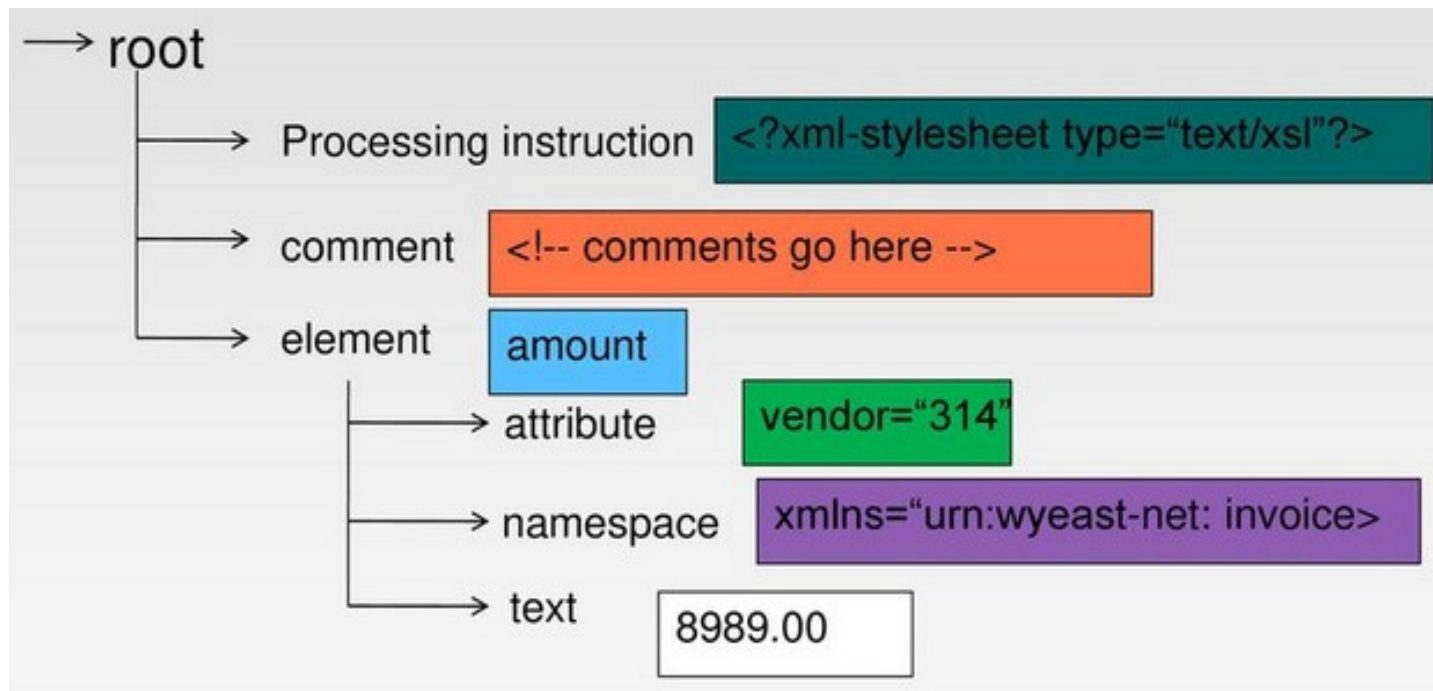 root
Processing instruction <?xml-stylesheet type=“text/xsl”?>
comment <!-- comments go here -->
element amount
attribute vendor=“314”
namespace xmlns=“urn:wyeast-net: invoice>
text 8989.00